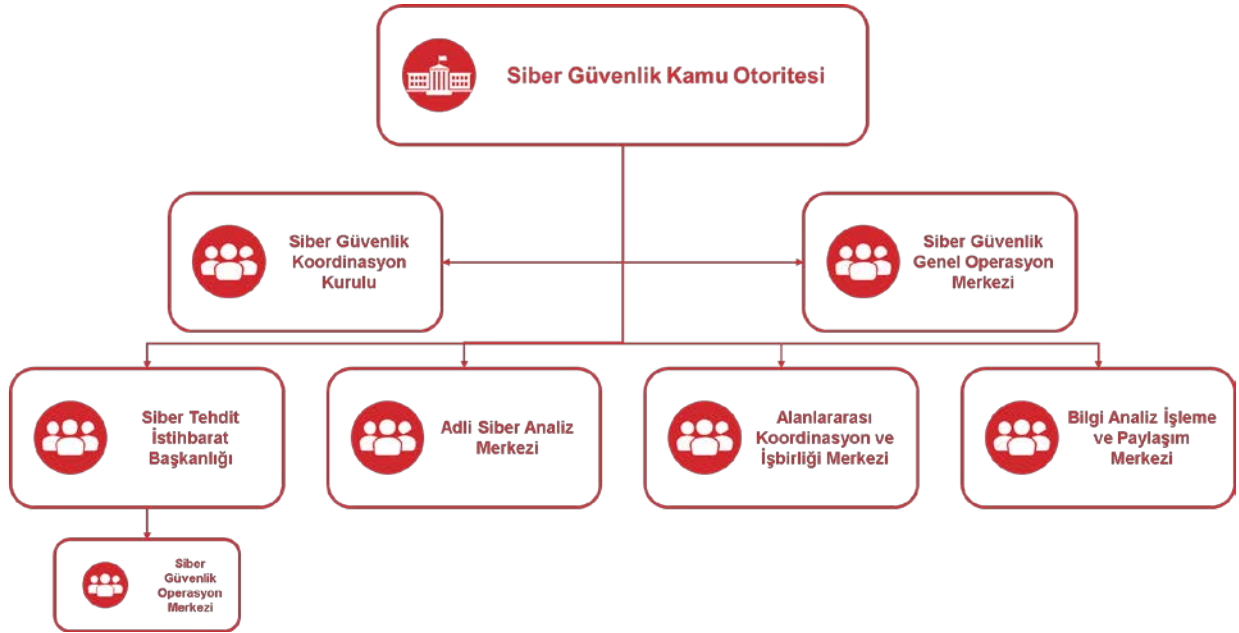 Siber Güvenlik Kamu Otoritesi
Siber Güvenlik
Koordinasyon
Kurulu
Siber Güvenlik
Genel Operasyon
Merkezi
Siber Tehdit
İstihbarat
Başkanlığı
Adli Siber Analiz
Merkezi
Alanlararası
Koordinasyon ve
İşbirliği Merkezi
Bilgi Analiz İşleme
ve Paylaşım
Merkezi
Siber
Güvenlik
Operasyon
Merkezi